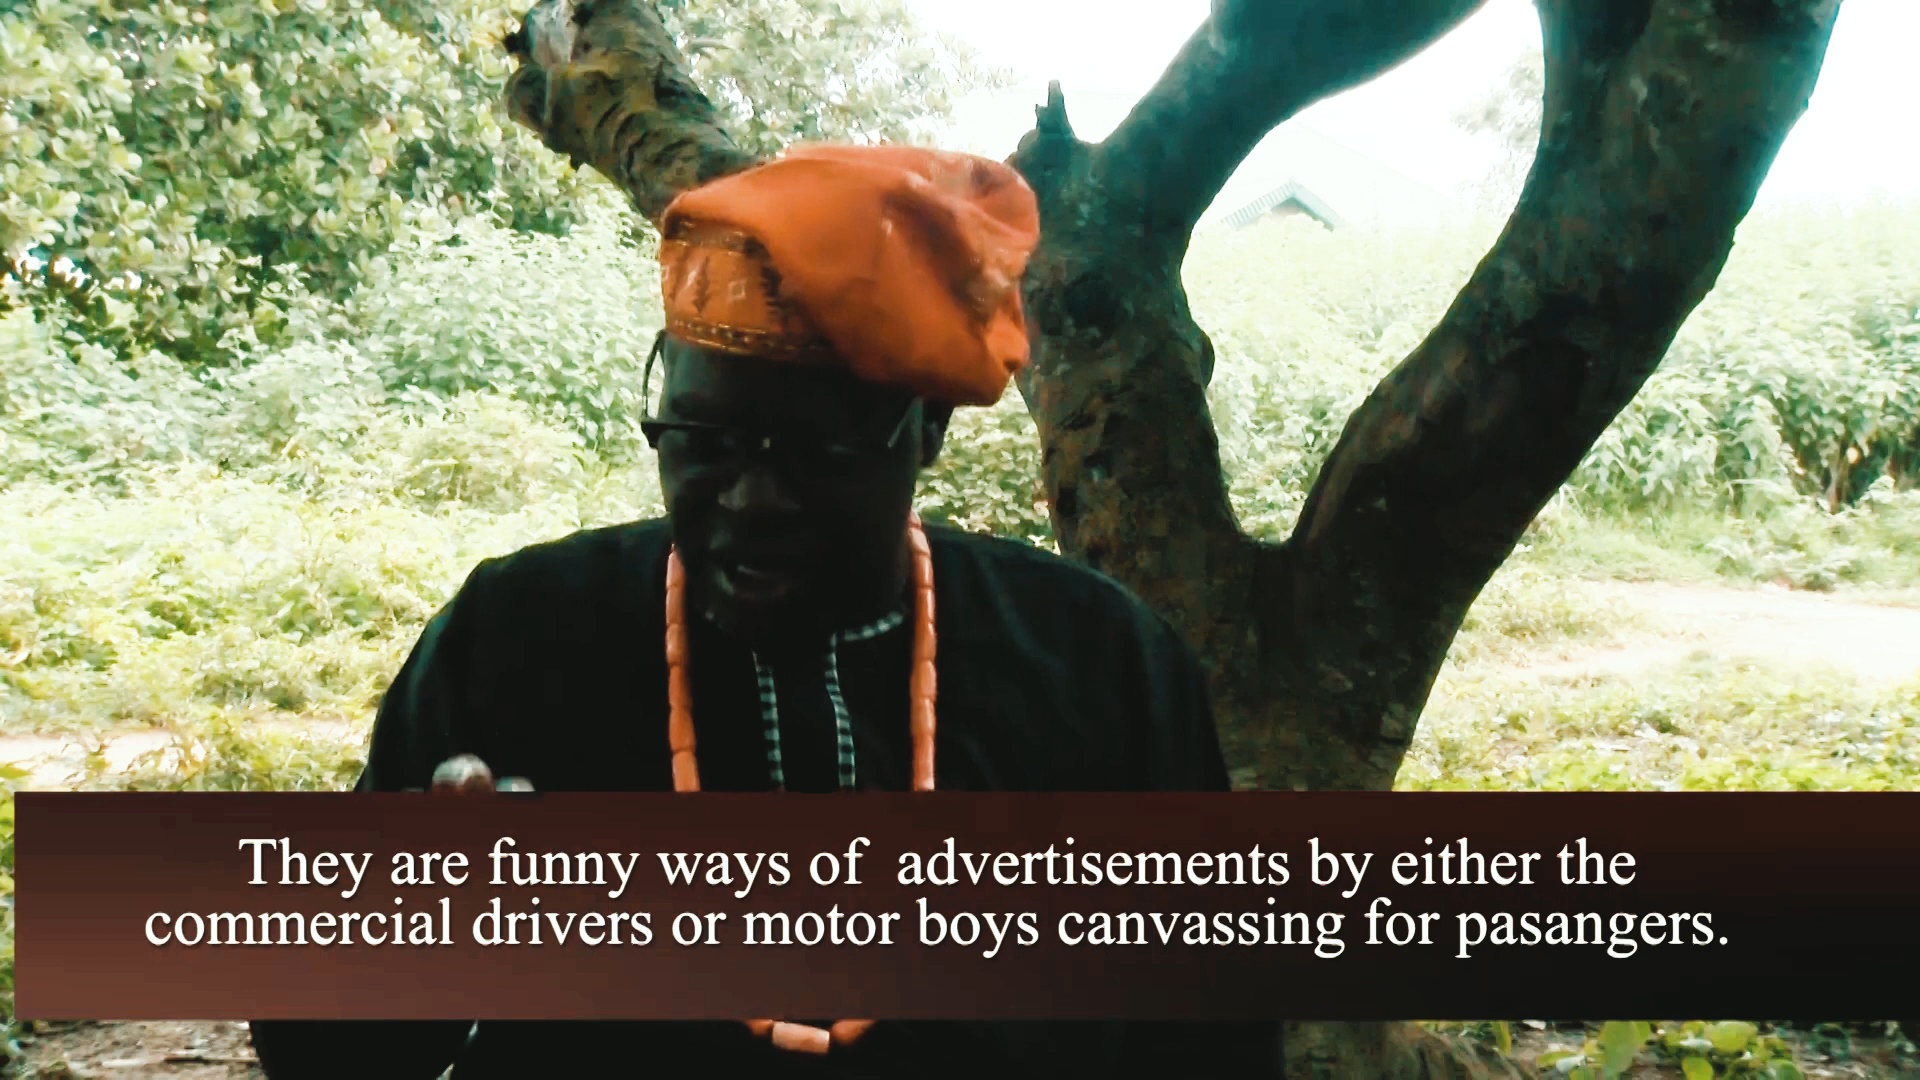 They are funny ways of  advertisements by either the
commercial drivers or motor boys canvassing for pasangers.